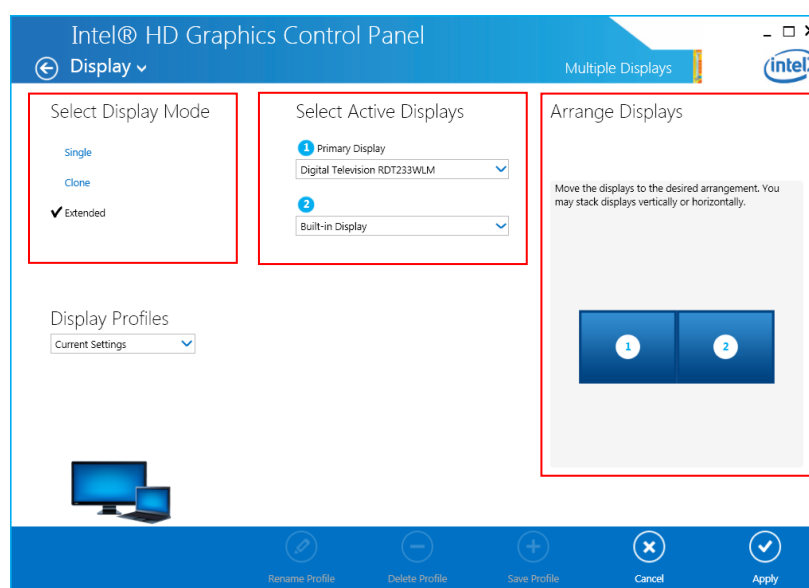 Intel® HD Graphics Control Panel
Display
Multiple Displays
intel
Select Display Mode
Single
Clone
Extended
Select Active Displays
1 Primary Display
Digital Television RDT233WLM
2
Built-in Display
Arrange Displays
Move the displays to the desired arrangement. You
may stack displays vertically or horizontally.
1 2
Display Profiles
Current Settings
Rename Profile
Delete Profile
Save Profile
Cancel
Apply